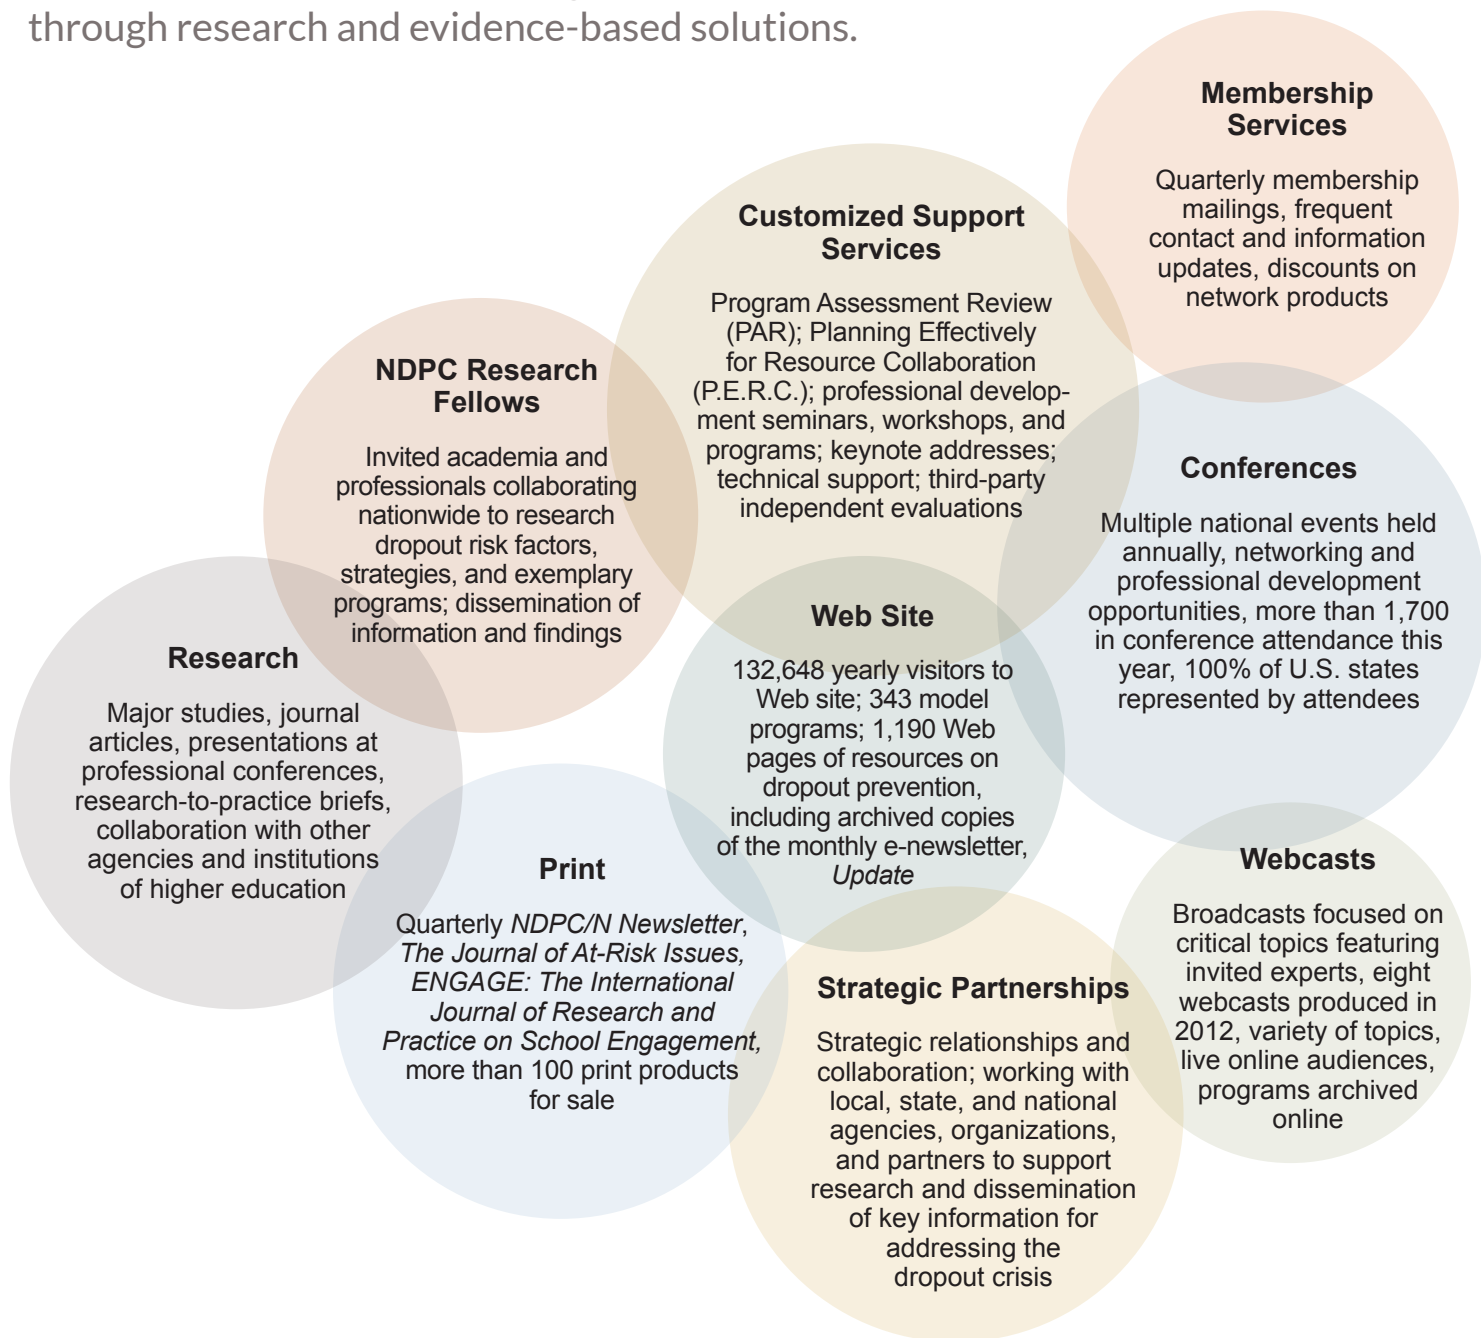 through research and evidence-based solutions.
Membership
Services
Quarterly membership
mailings, frequent
contact and information
updates, discounts on
network products
Customized Support
Services
Program Assessment Review
(PAR); Planning Effectively
for Resource Collaboration
(P.E.R.C.); professional develop-
ment seminars, workshops, and
programs; keynote addresses;
technical support; third-party
independent evaluations
NDPC Research
Fellows
Invited academia and
professionals collaborating
nationwide to research
dropout risk factors,
strategies, and exemplary
programs; dissemination of
information and findings
Conferences
Multiple national events held
annually, networking and
professional development
opportunities, more than 1,700
in conference attendance this
year, 100% of U.S. states
represented by attendees
Web Site
132,648 yearly visitors to
Web site; 343 model
programs; 1,190 Web
pages of resources on
dropout prevention,
including archived copies
of the monthly e-newsletter,
Update
Research
Major studies, journal
articles, presentations at
professional conferences,
research-to-practice briefs,
collaboration with other
agencies and institutions
of higher education
Print
Quarterly NDPC/N Newsletter,
The Journal of At-Risk Issues,
ENGAGE: The International
Journal of Research and
Practice on School Engagement,
more than 100 print products
for sale
Webcasts
Broadcasts focused on
critical topics featuring
invited experts, eight
webcasts produced in
2012, variety of topics,
live online audiences,
programs archived
online
Strategic Partnerships
Strategic relationships and
collaboration; working with
local, state, and national
agencies, organizations,
and partners to support
research and dissemination
of key information for
addressing the
dropout crisis